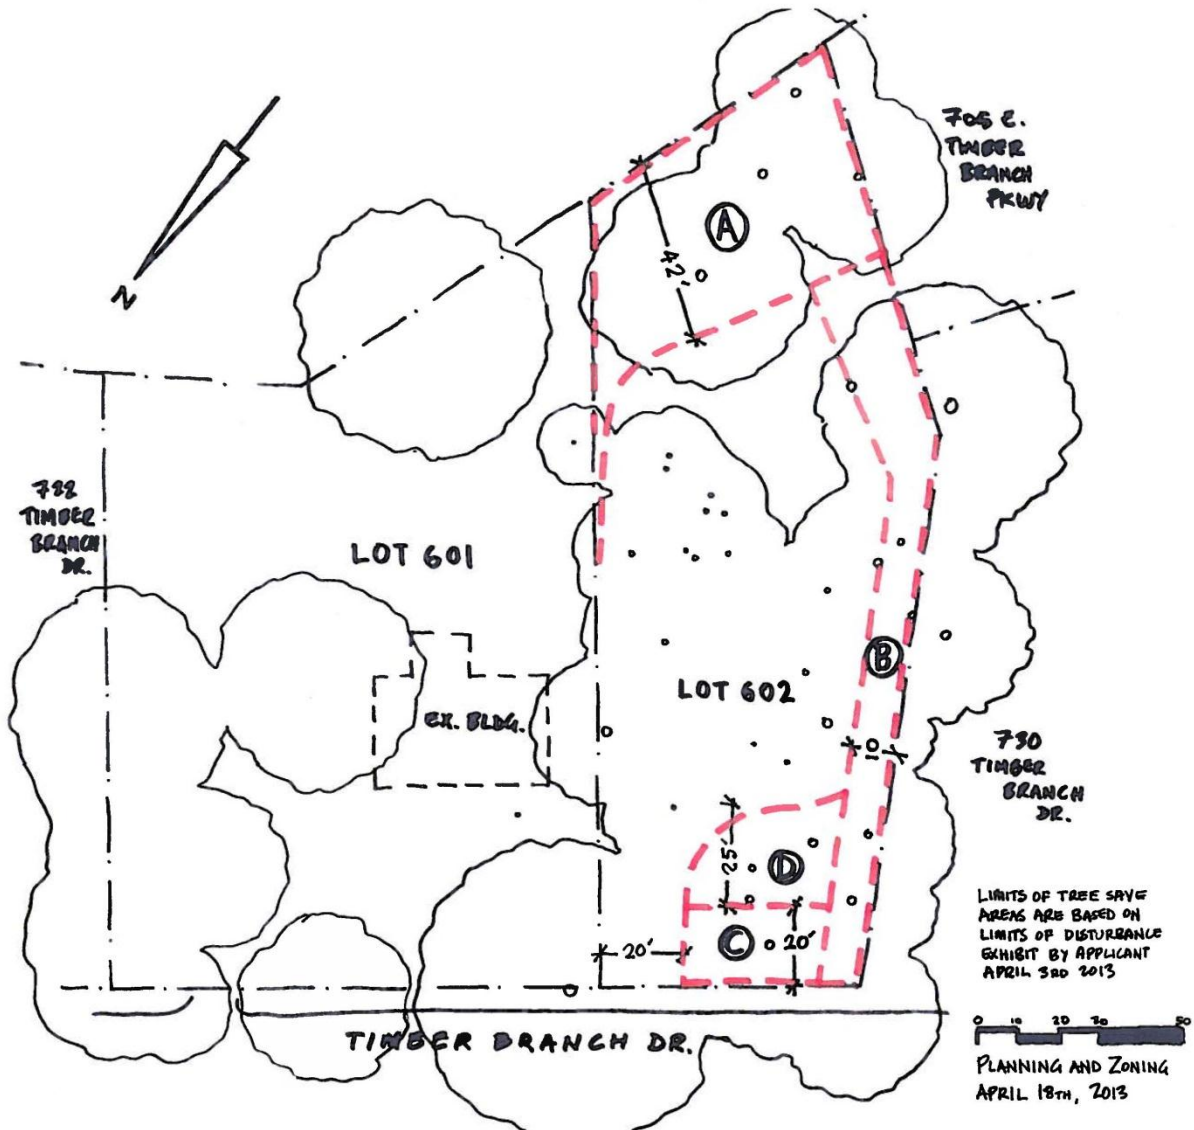 705 E.
TIMBER
BRANCH
PKWY
A
42'
N
722
TIMBER
BRANCH
DR.
LOT 601
EX. BLDG.
LOT 602
B
10
730
TIMBER
BRANCH
DR.
25'
D
C
20'
20'
LIMITS OF TREE SAVE
AREAS ARE BASED ON
LIMITS OF DISTURBANCE
EXHIBIT BY APPLICANT
APRIL 3RD 2013
TIMBER BRANCH DR.
0 10 20 30 50
PLANNING AND ZONING
APRIL 18TH, 2013